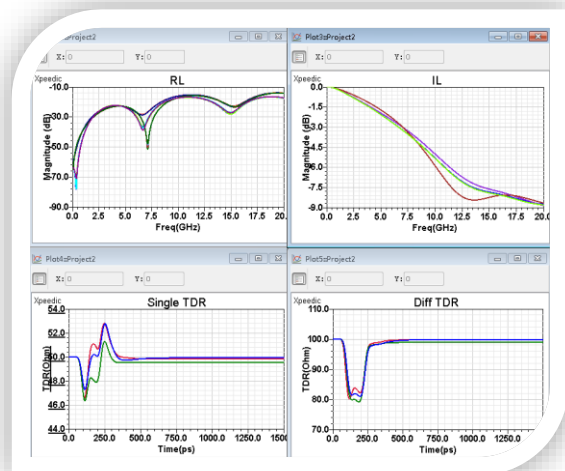 Plot2sProject2
X: 0 Y: 0
Xpeedic
RL
Magnitude (dB)
-10.0
-30.0
-50.0
-70.0
-90.0
0.0 2.5 5.0 7.5 10.0 12.5 15.0 17.5 20.0
Freq(GHz)
Plot3sProject2
X: 0 Y: 0
Xpeedic
IL
Magnitude (dB)
0.0
-1.5
-3.0
-4.5
-6.0
-7.5
-9.0
0.0 2.5 5.0 7.5 10.0 12.5 15.0 17.5 20.0
Freq(GHz)
Plot4sProject2
X: 0 Y: 0
Xpeedic
Single TDR
TDR(Ohm)
54.0
52.0
50.0
48.0
46.0
44.0
0.0 250.0 500.0 750.0 1000.0 1250.0 1500
Time(ps)
Plot5sProject2
X: 0 Y: 0
Xpeedic
Diff TDR
TDR(Ohm)
110.0
100.0
90.0
80.0
70.0
0.0 250.0 500.0 750.0 1000.0 1250.0 1500.0
Time(ps)